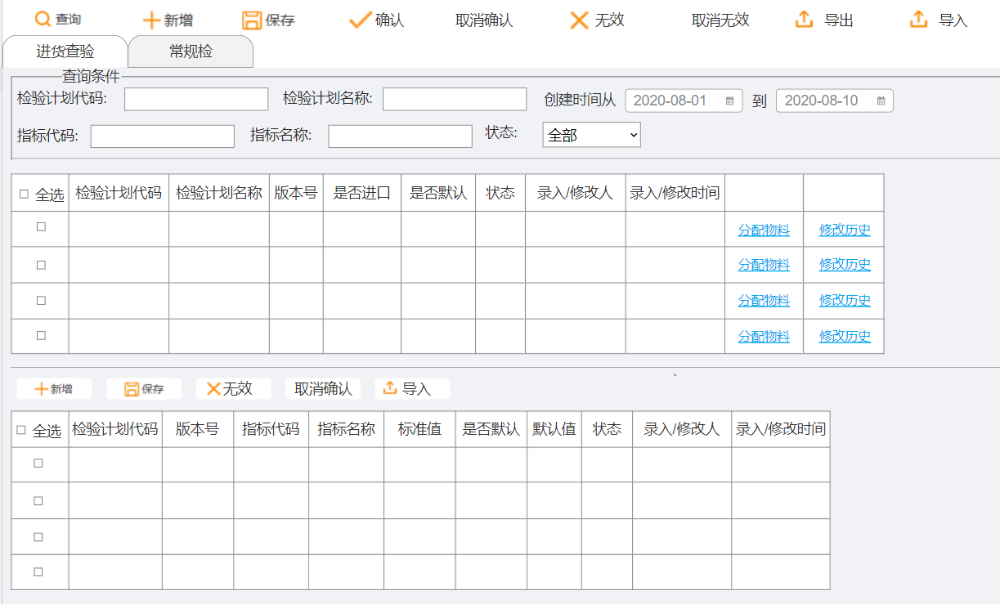 查询 新增 保存 确认 取消确认 无效 取消无效 导出 导入
进货查验 常规检
查询条件
检验计划代码: 检验计划名称: 创建时间从 2020-08-01 到 2020-08-10
指标代码: 指标名称: 状态: 全部
全选 检验计划代码 检验计划名称 版本号 是否进口 是否默认 状态 录入/修改人 录入/修改时间
分配物料 修改历史
分配物料 修改历史
分配物料 修改历史
分配物料 修改历史
`
新增 保存 无效 取消确认 导入
全选 检验计划代码 版本号 指标代码 指标名称 标准值 是否默认 默认值 状态 录入/修改人 录入/修改时间